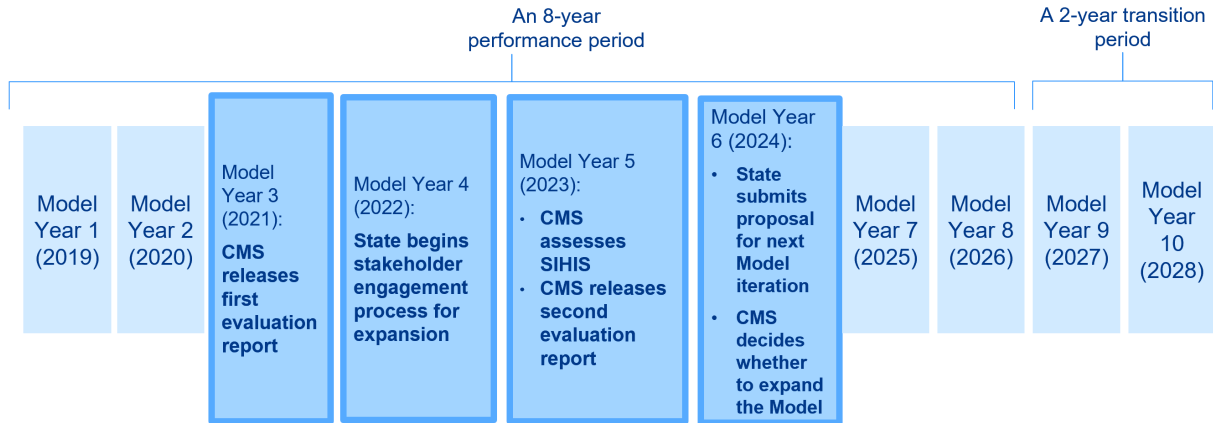 An 8-year
performance period
A 2-year transition
period
Model
Year 1
(2019)
Model
Year 2
(2020)
Model
Year 3
(2021):
CMS
releases
first
evaluation
report
Model Year 4
(2022):
State begins
stakeholder
engagement
process for
expansion
Model Year 5
(2023):
• CMS
assesses
SIHIS
• CMS releases
second
evaluation
report
Model Year
6 (2024):
• State
submits
proposal
for next
Model
iteration
• CMS
decides
whether
to expand
the Model
Model
Year 7
(2025)
Model
Year 8
(2026)
Model
Year 9
(2027)
Model
Year
10
(2028)